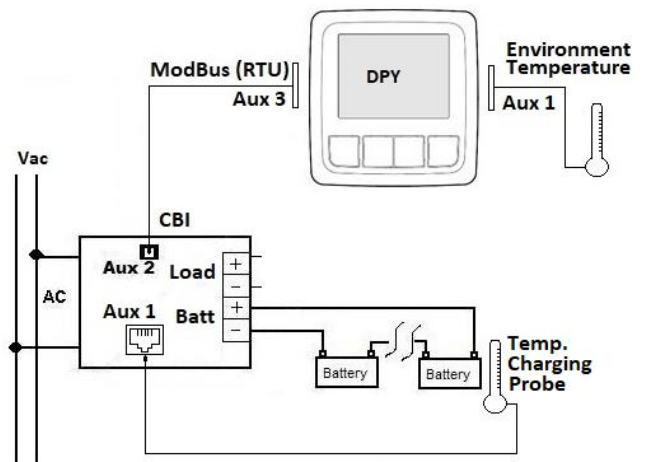 ModBus (RTU)
Aux 3
DPY
Environment
Temperature
Aux 1
Vac
CBI
Aux 2
Load
+
-
AC
Aux 1
Batt
+
-
Battery
Battery
Temp.
Charging
Probe